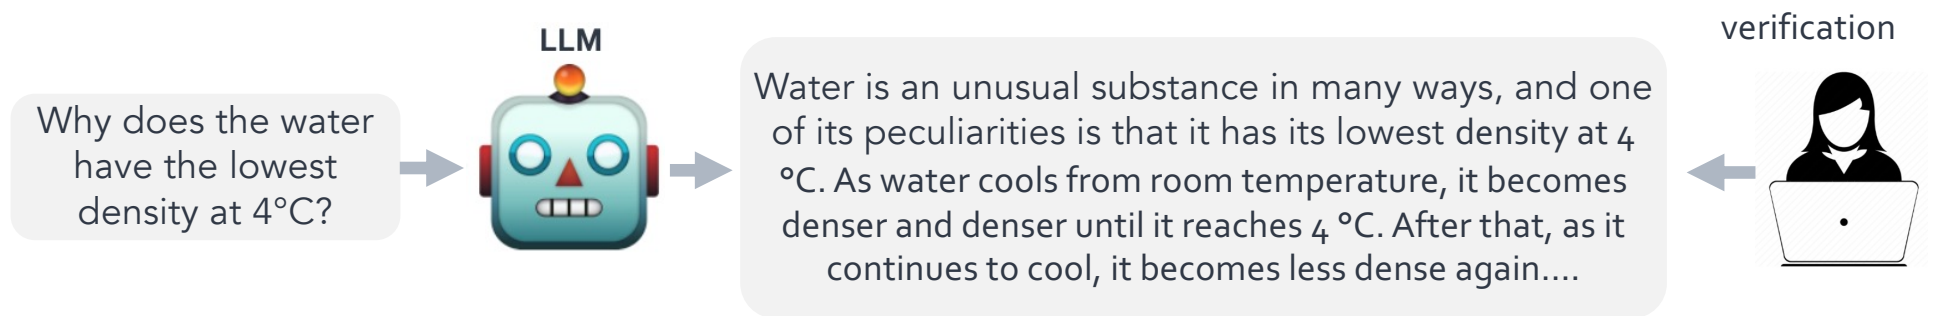 Why does the water
have the lowest
density at 4°C?
LLM
Water is an unusual substance in many ways, and one
of its peculiarities is that it has its lowest density at 4
°C. As water cools from room temperature, it becomes
denser and denser until it reaches 4 °C. After that, as it
continues to cool, it becomes less dense again....
verification